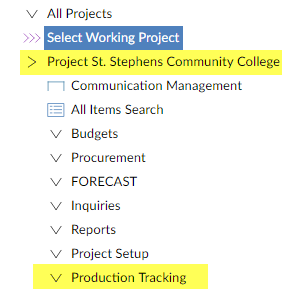 All Projects
Select Working Project
Project St. Stephens Community College
Communication Management
All Items Search
Budgets
Procurement
FORECAST
Inquiries
Reports
Project Setup
Production Tracking